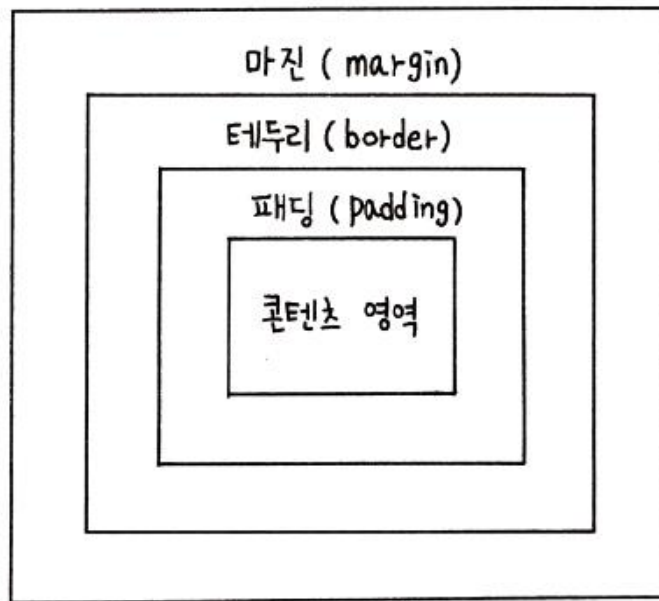 마진 ( margin)
테두리 ( border)
패딩 ( padding)
콘텐츠 영역